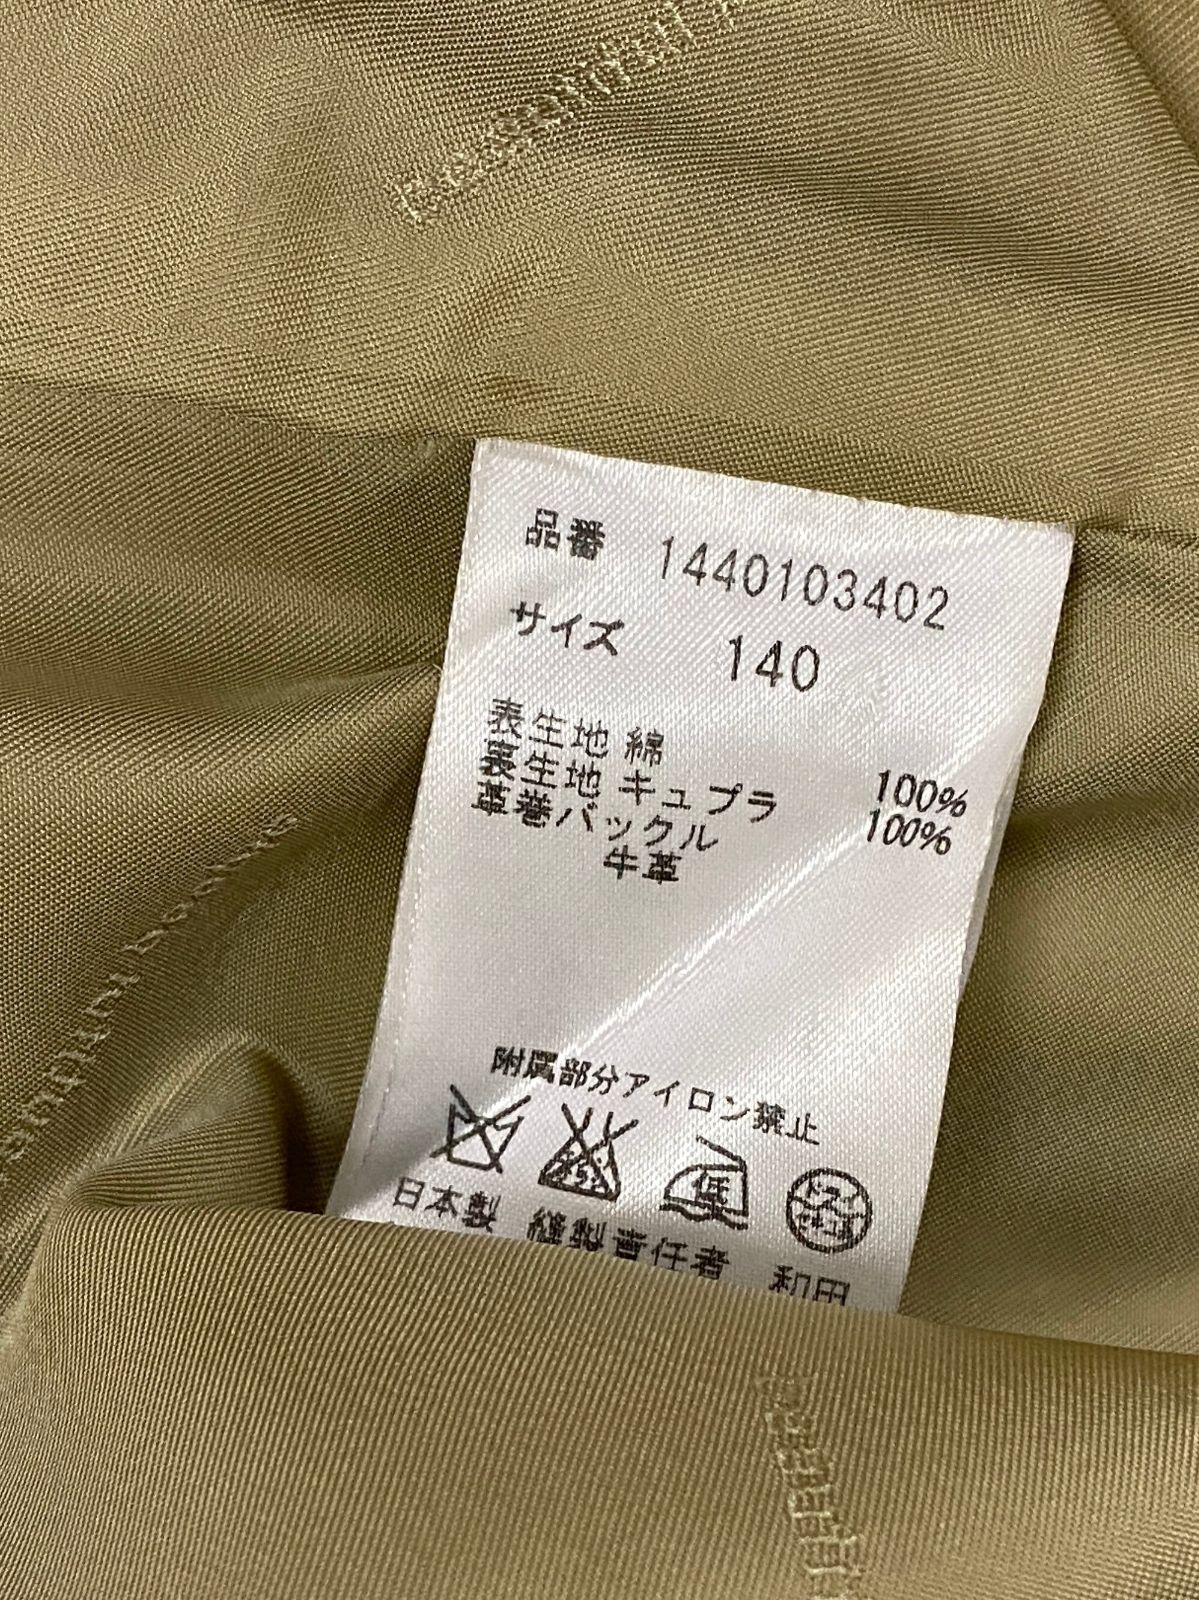 品番 1440103402
サイズ 140
表生地 綿 100%
裏生地 キュプラ 100%
革巻バックル
牛革
附属部分アイロン禁止
低
日本製 縫製責任者 和田